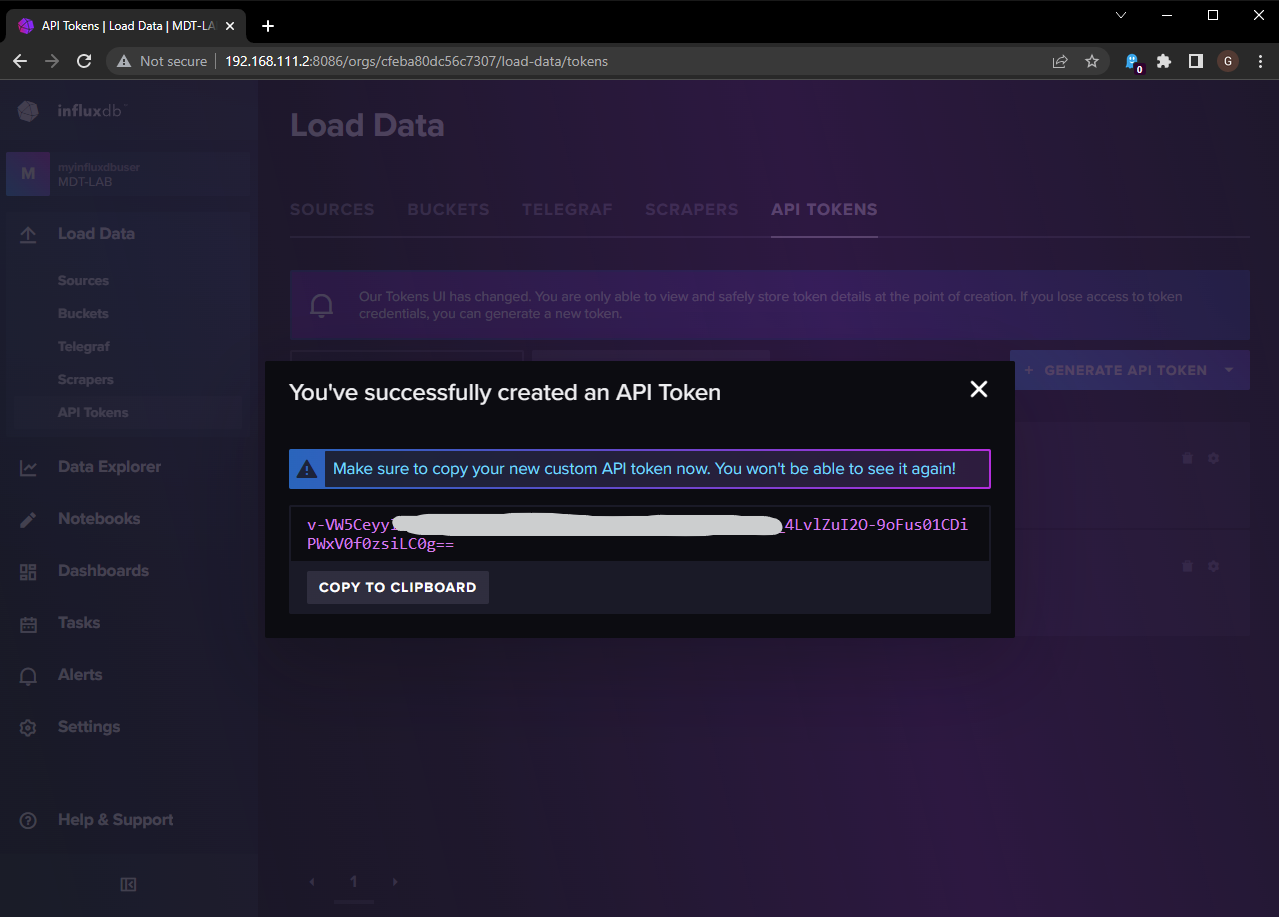 API Tokens | Load Data | MDT-LA
Not secure
192.168.111.2:8086/orgs/cfeba80dc56c7307/load-data/tokens
0
G
influxdb
M
myinfluxdbuser
MDT-LAB
Load Data
Sources
Buckets
Telegraf
Scrapers
API Tokens
Data Explorer
Notebooks
Dashboards
Tasks
Alerts
Settings
Help & Support
Load Data
SOURCES BUCKETS TELEGRAF SCRAPERS API TOKENS
Our Tokens UI has changed. You are only able to view and safely store token details at the point of creation. If you lose access to token
credentials, you can generate a new token.
+ GENERATE API TOKEN
You've successfully created an API Token
Make sure to copy your new custom API token now. You won't be able to see it again!
v-VW5Ceyy _4LvlZuI2O-9oFus01CDi
PWxV0f0zsiLC0g==
COPY TO CLIPBOARD
1